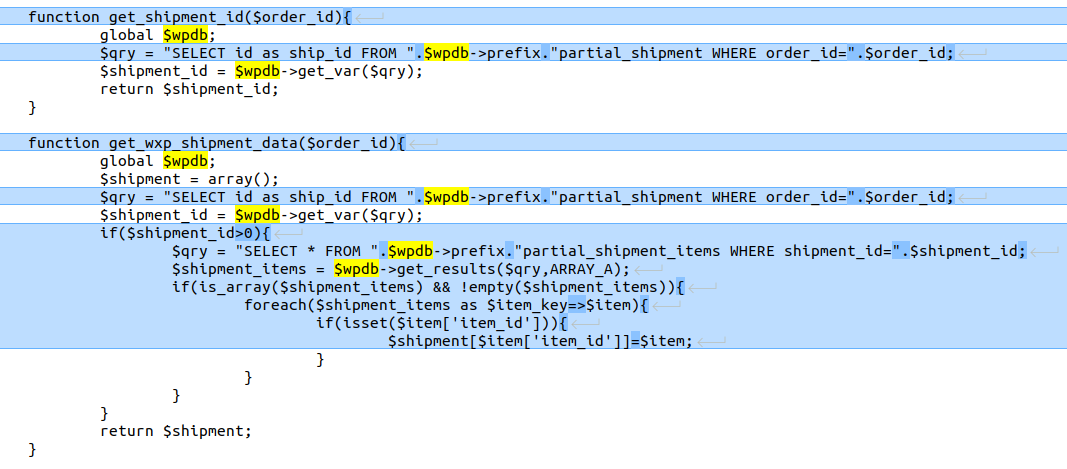 function get_shipment_id($order_id){
global $wpdb;
$qry = "SELECT id as ship_id FROM ".$wpdb->prefix."partial_shipment WHERE order_id=".$order_id;
$shipment_id = $wpdb->get_var($qry);
return $shipment_id;
}
function get_wxp_shipment_data($order_id){
global $wpdb;
$shipment = array();
$qry = "SELECT id as ship_id FROM ".$wpdb->prefix."partial_shipment WHERE order_id=".$order_id;
$shipment_id = $wpdb->get_var($qry);
if($shipment_id>0){
$qry = "SELECT * FROM ".$wpdb->prefix."partial_shipment_items WHERE shipment_id=".$shipment_id;
$shipment_items = $wpdb->get_results($qry,ARRAY_A);
if(is_array($shipment_items) && !empty($shipment_items)){
foreach($shipment_items as $item_key=>$item){
if(isset($item['item_id'])){
$shipment[$item['item_id']]=$item;
}
}
}
}
return $shipment;
}